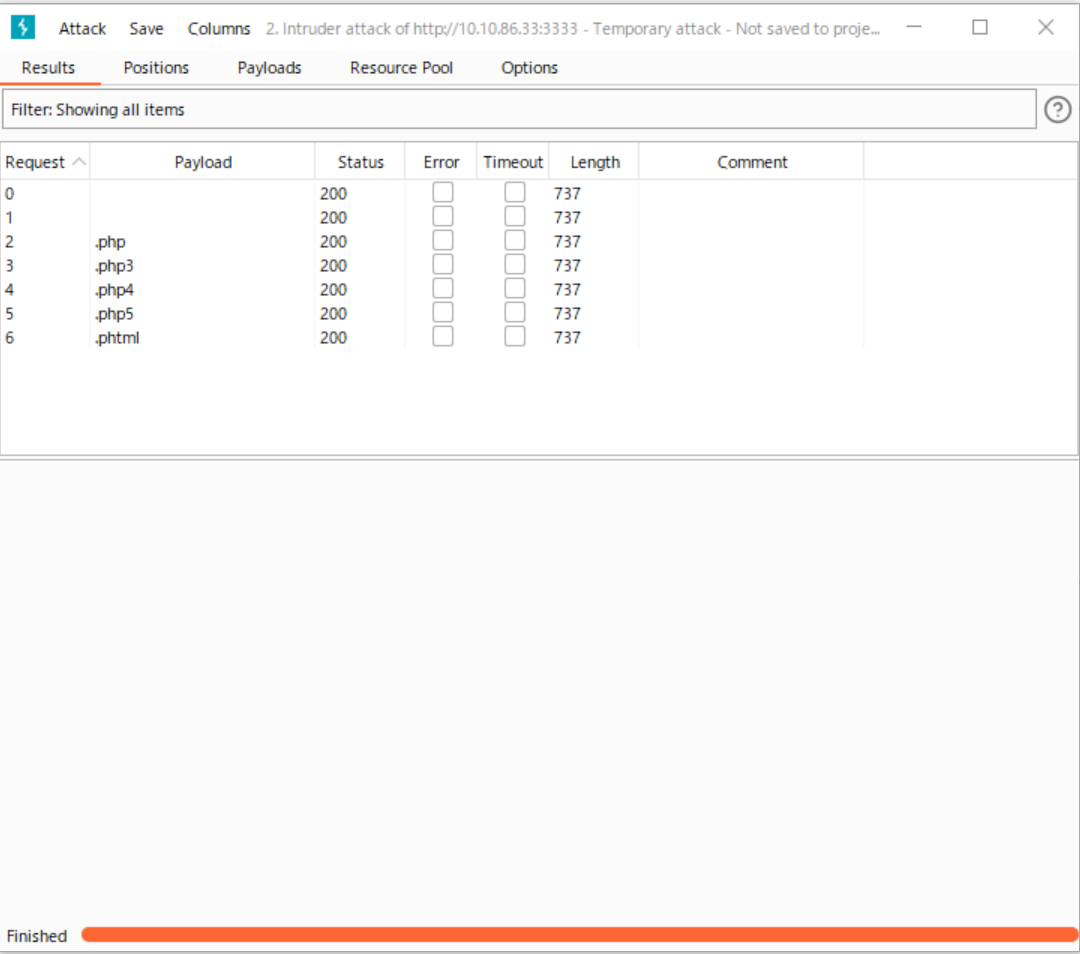 Attack Save Columns 2. Intruder attack of http://10.10.86.33:3333 - Temporary attack - Not saved to proje...
Results Positions Payloads Resource Pool Options
Filter: Showing all items ?
Request Payload Status Error Timeout Length Comment
0 200 737
1 200 737
2 .php 200 737
3 .php3 200 737
4 .php4 200 737
5 .php5 200 737
6 .phtml 200 737
Finished